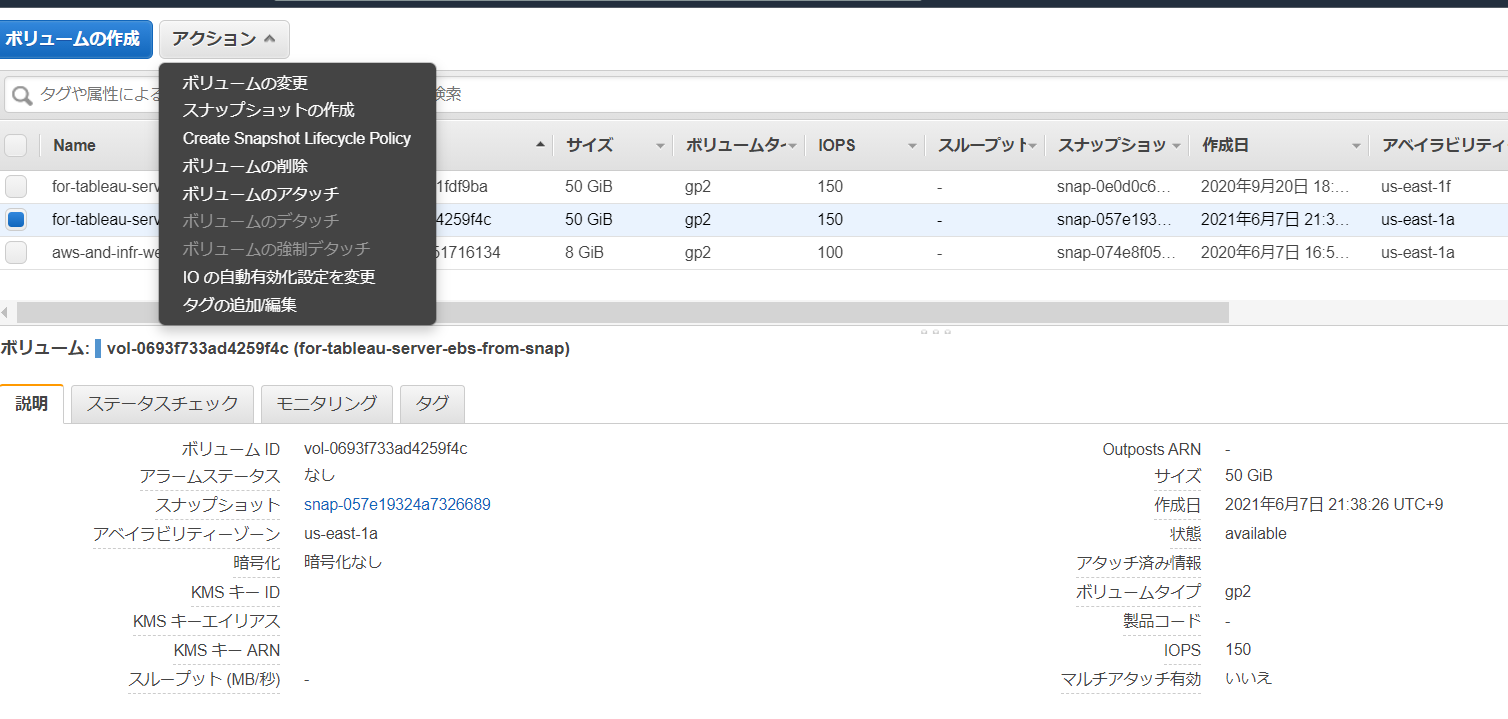 ボリュームの作成 アクション
ボリュームの変更
スナップショットの作成
Create Snapshot Lifecycle Policy
ボリュームの削除
ボリュームのアタッチ
ボリュームのデタッチ
ボリュームの強制デタッチ
IO の自動有効化設定を変更
タグの追加/編集
タグや属性による 検索
Name サイズ ボリュームター IOPS スループット スナップショッ 作成日 アベイラビリティ
for-tableau-serv 1fdf9ba 50 GiB gp2 150 - snap-0e0d0c6... 2020年9月20日 18:... us-east-1f
for-tableau-serv 4259f4c 50 GiB gp2 150 - snap-057e193... 2021年6月7日 21:3... us-east-1a
aws-and-infr-we 51716134 8 GiB gp2 100 - snap-074e8f05... 2020年6月7日 16:5... us-east-1a
ボリューム: vol-0693f733ad4259f4c (for-tableau-server-ebs-from-snap)
説明 ステータスチェック モニタリング タグ
ボリューム ID vol-0693f733ad4259f4c
アラームステータス なし
スナップショット snap-057e19324a7326689
アベイラビリティーゾーン us-east-1a
暗号化 暗号化なし
KMS キー ID
KMS キーエイリアス
KMS キー ARN
スループット (MB/秒) -
Outposts ARN -
サイズ 50 GiB
作成日 2021年6月7日 21:38:26 UTC+9
状態 available
アタッチ済み情報
ボリュームタイプ gp2
製品コード -
IOPS 150
マルチアタッチ有効 いいえ